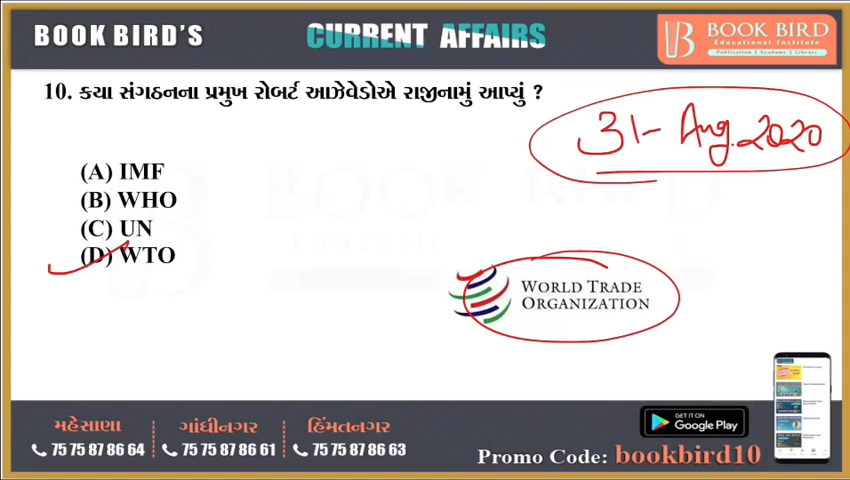 BOOK BIRD'S
CURRENT AFFAIRS
BOOK BIRD
Educational Institute
Publication | Academy | Library
10. કયા સંગઠનના પ્રમુખ રોબર્ટ આઝેવેડોએ રાજીનામું આપ્યું ?
31 - Aug. 2020
(A) IMF
(B) WHO
(C) UN
(D) WTO
WORLD TRADE
ORGANIZATION
મહેસાણા
75 75 87 86 64
ગાંધીનગર
75 75 87 86 61
હિંમતનગર
75 75 87 86 63
GET IT ON
Google Play
Promo Code: bookbird10